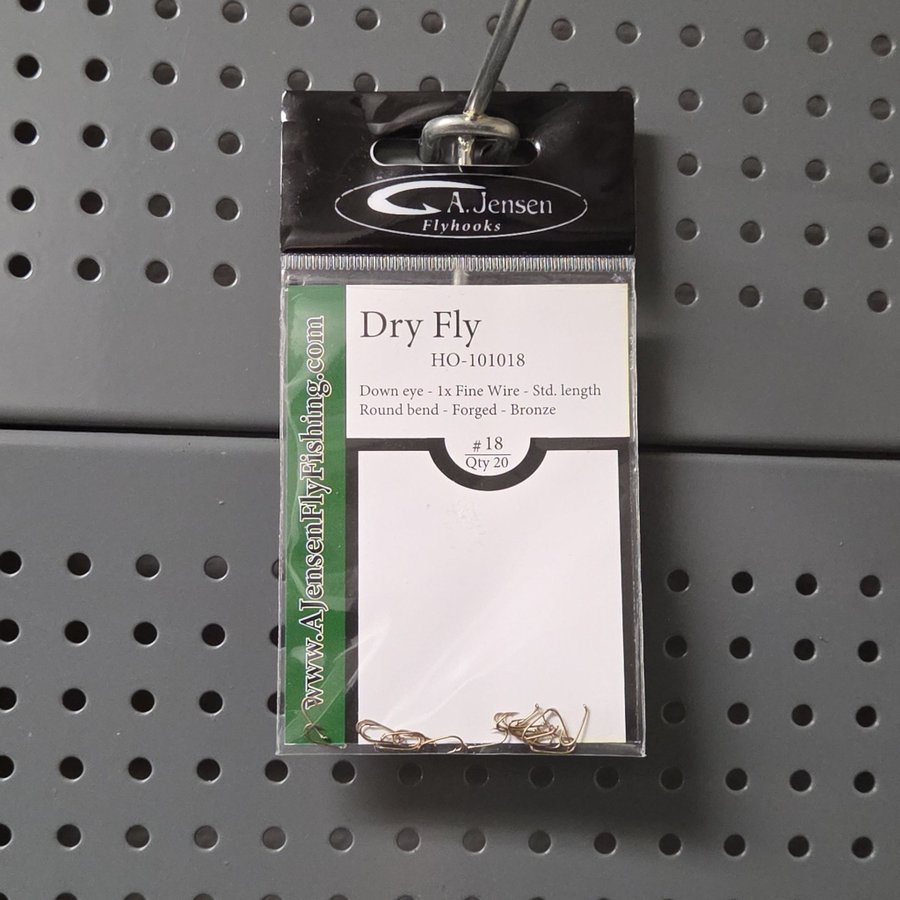 A. Jensen
Flyhooks
www.AJensenFlyFishing.com
Dry Fly
HO-101018
Down eye - 1x Fine Wire - Std. length
Round bend - Forged - Bronze
# 18
Qty 20